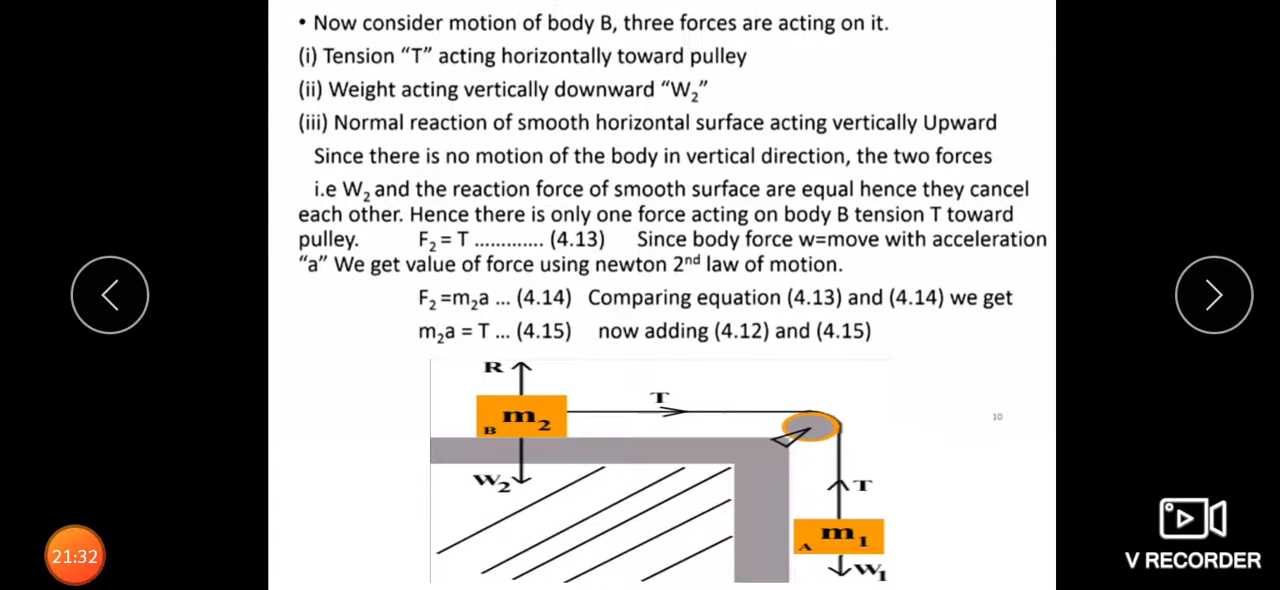 • Now consider motion of body B, three forces are acting on it.
(i) Tension “T” acting horizontally toward pulley
(ii) Weight acting vertically downward “W₂”
(iii) Normal reaction of smooth horizontal surface acting vertically Upward
Since there is no motion of the body in vertical direction, the two forces
i.e W₂ and the reaction force of smooth surface are equal hence they cancel
each other. Hence there is only one force acting on body B tension T toward
pulley. F₂ = T ............. (4.13) Since body force w=move with acceleration
“a” We get value of force using newton 2ⁿᵈ law of motion.
F₂ =m₂a ... (4.14) Comparing equation (4.13) and (4.14) we get
m₂a = T ... (4.15) now adding (4.12) and (4.15)
R
T
B m₂
10
W₂
T
A m₁
W₁
21:32
V RECORDER